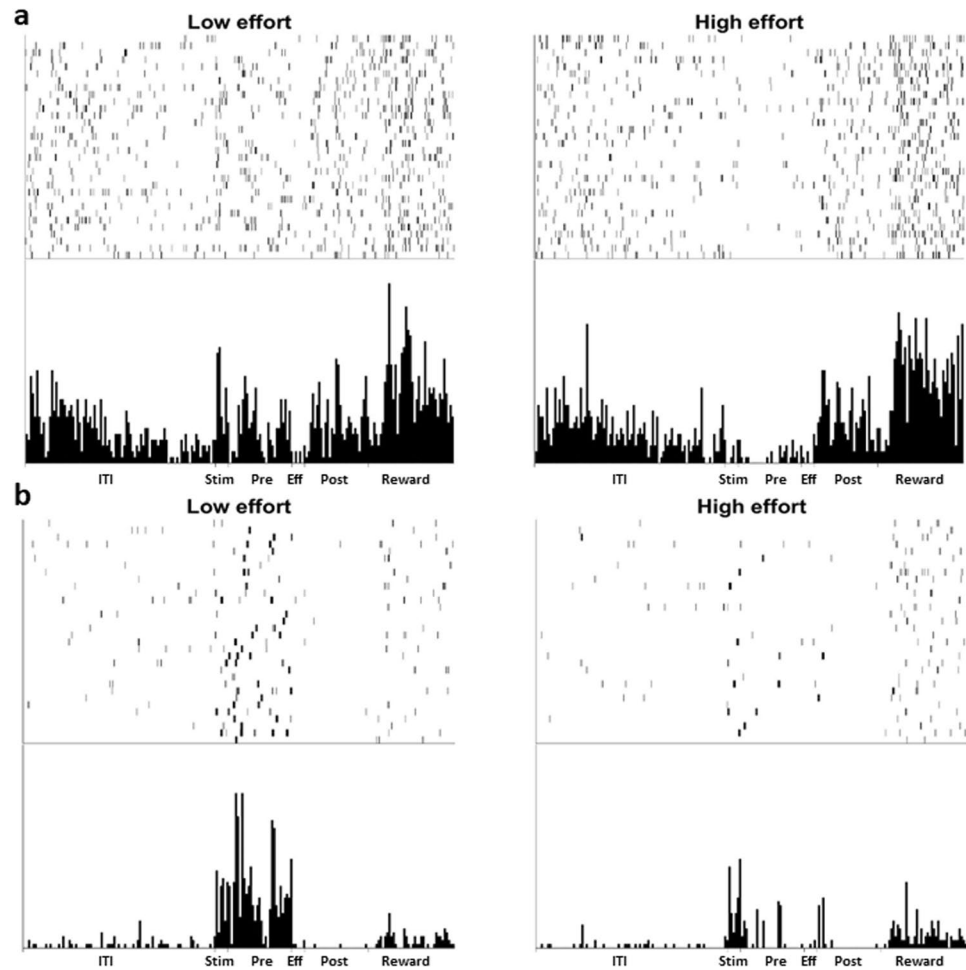 a
Low effort High effort
ITI Stim Pre Eff Post Reward ITI Stim Pre Eff Post Reward
b
Low effort High effort
ITI Stim Pre Eff Post Reward ITI Stim Pre Eff Post Reward